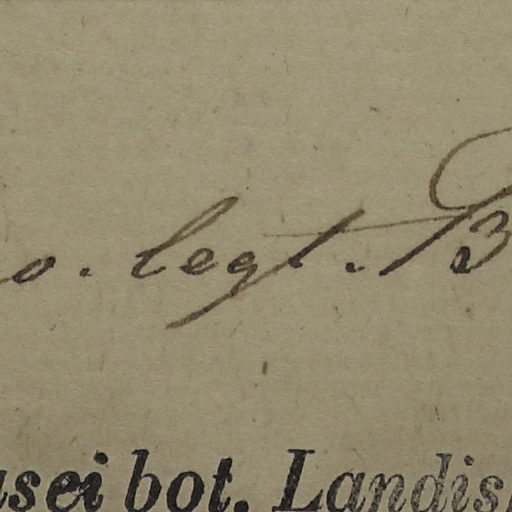 o. legt. B
usei bot. Landis